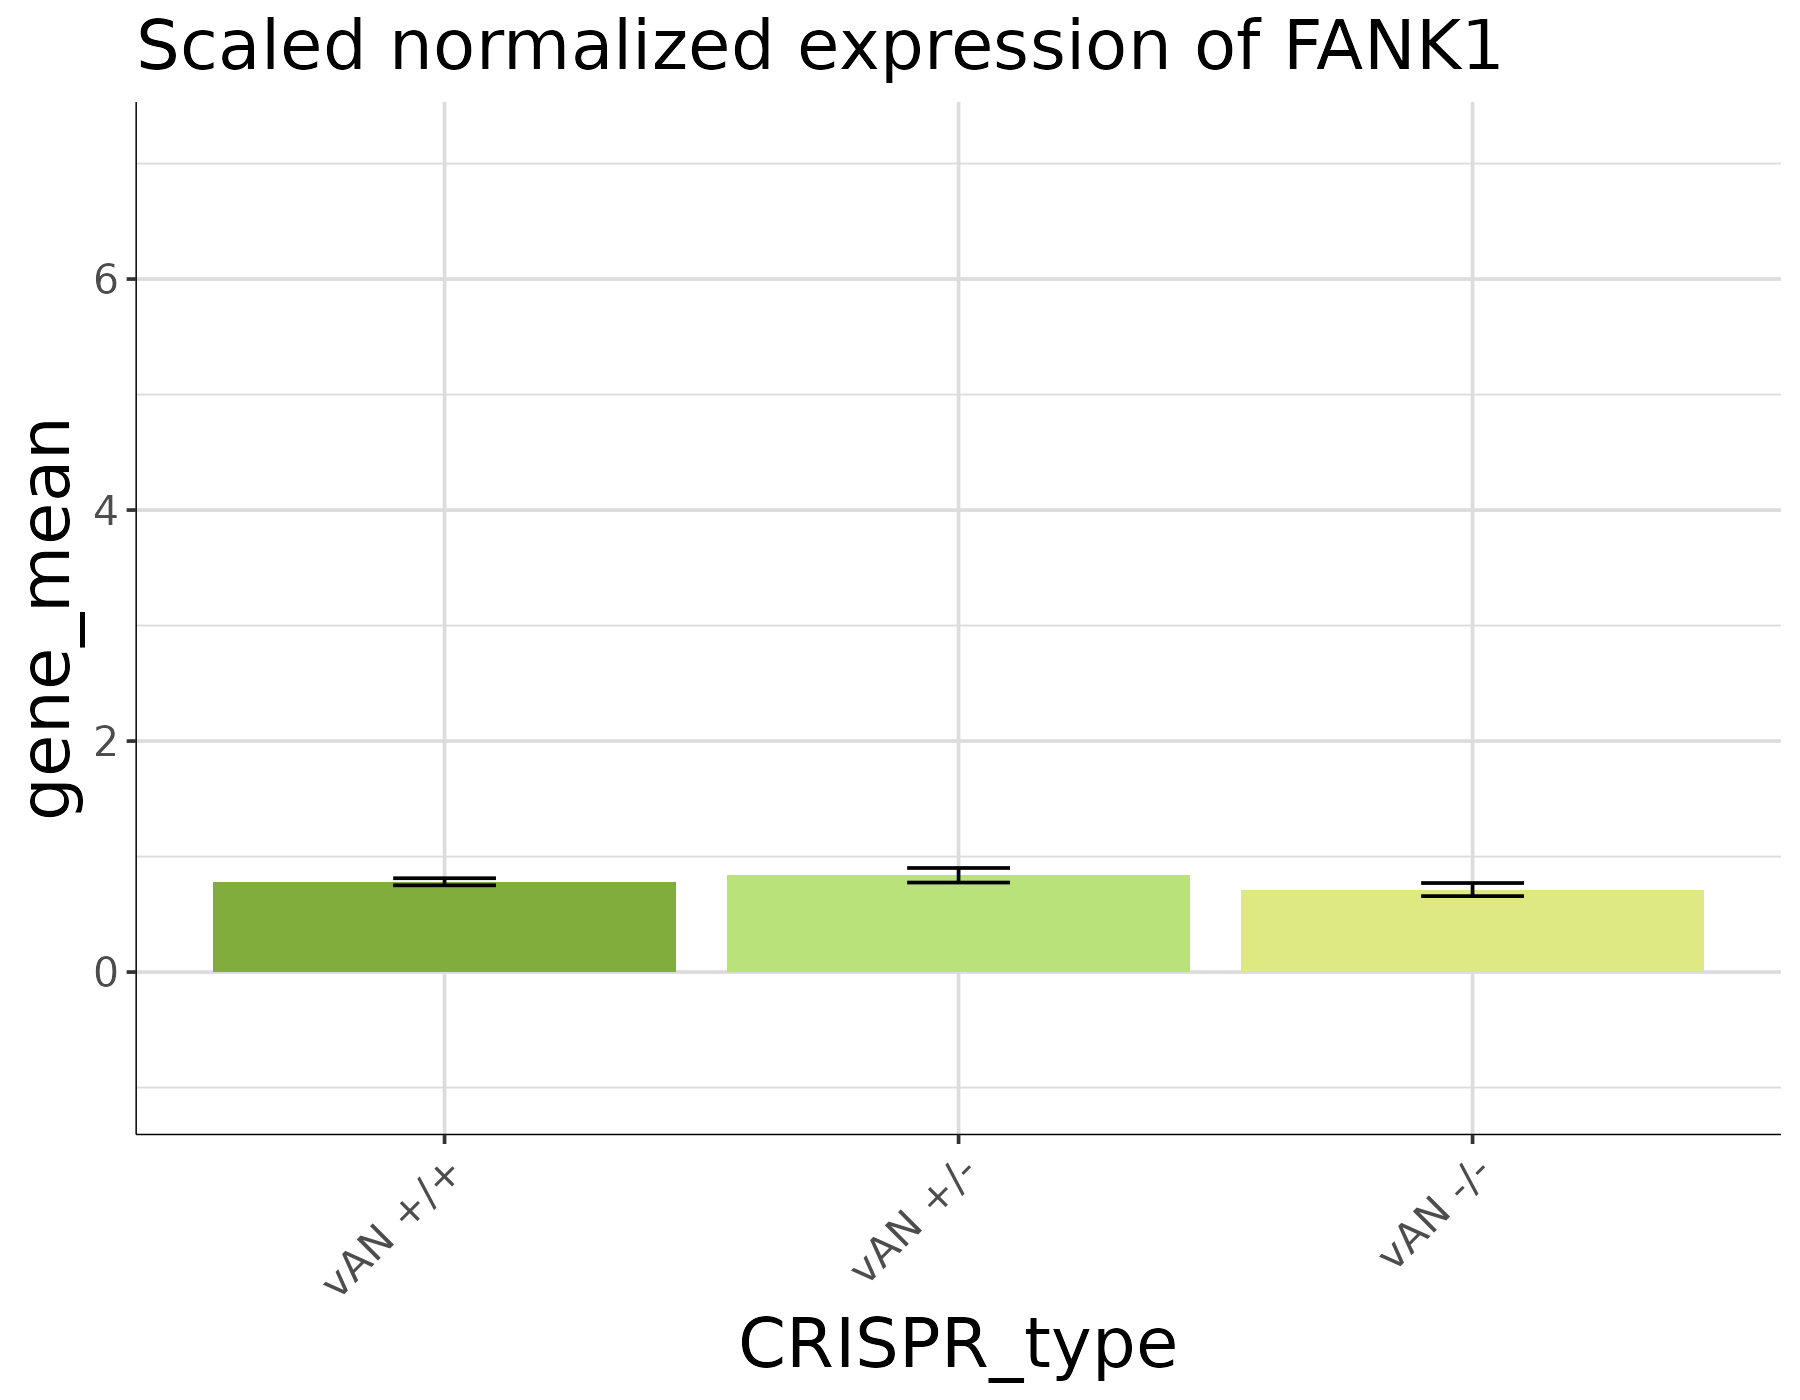 Scaled normalized expression of FANK1
gene_mean
6
4
2
0
vAN +/+
vAN +/-
vAN -/-
CRISPR_type